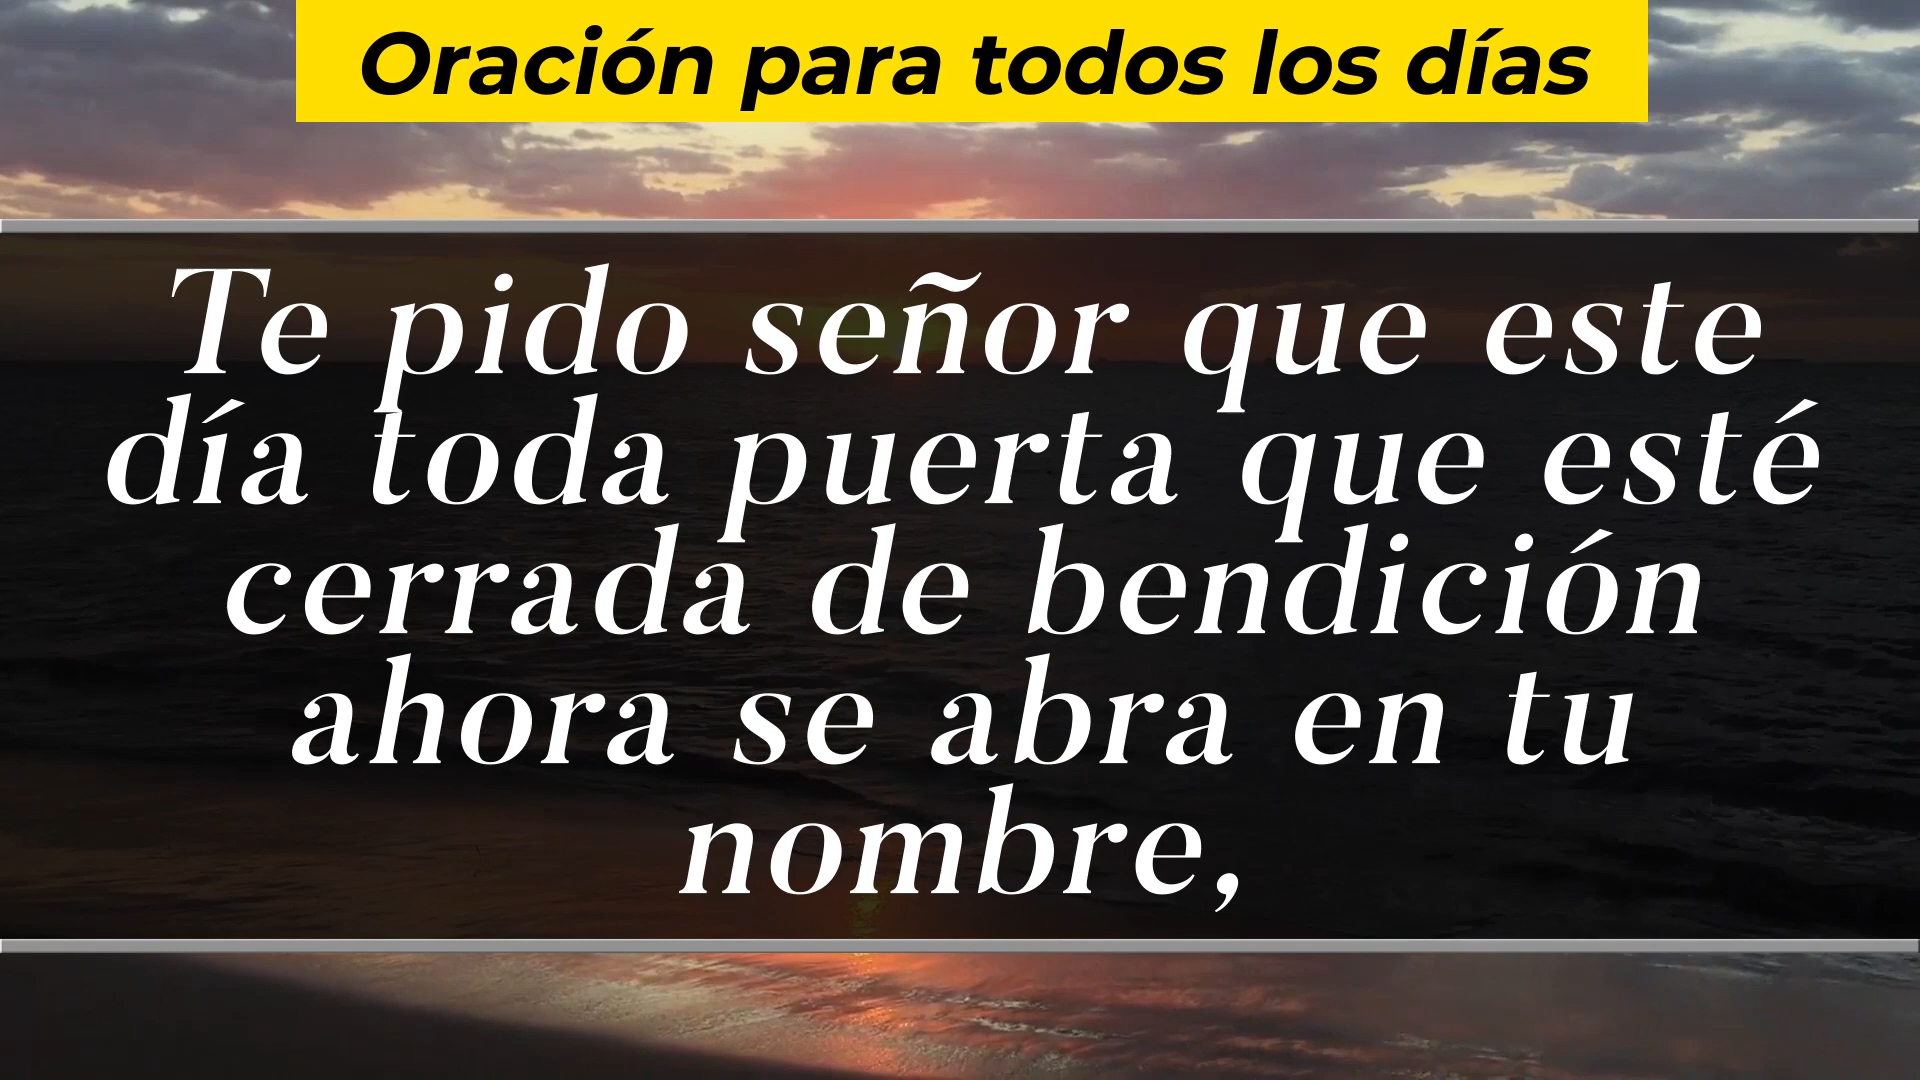 Oración para todos los días
Te pido señor que este
día toda puerta que esté
cerrada de bendición
ahora se abra en tu
nombre,